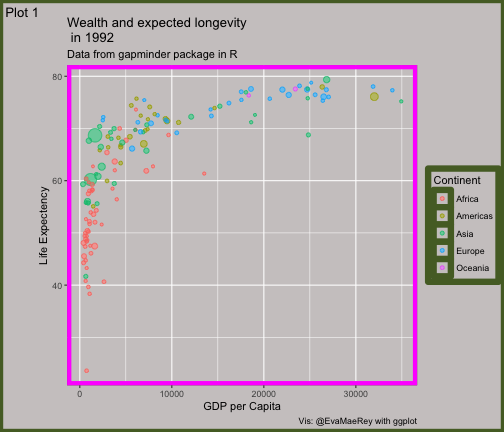 Plot 1
Wealth and expected longevity
in 1992
Data from gapminder package in R
Life Expectency
80
60
40
0
10000
20000
30000
GDP per Capita
Continent
Africa
Americas
Asia
Europe
Oceania
Vis: @EvaMaeRey with ggplot